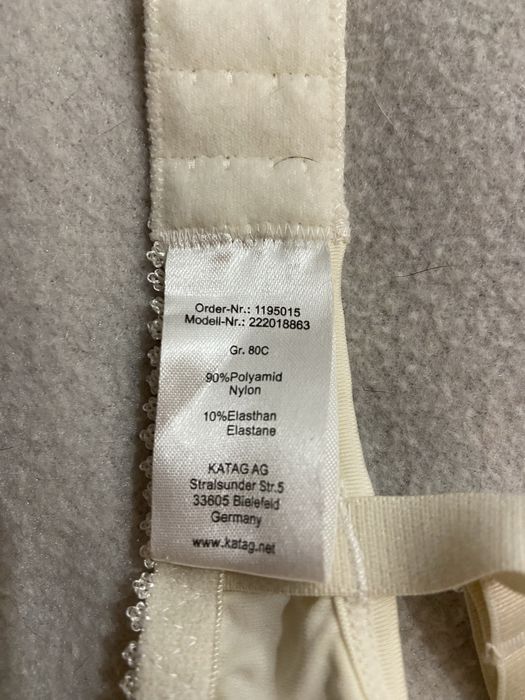 Order-Nr.: 1195015
Modell-Nr.: 222018863
Gr. 80C
90%Polyamid
Nylon
10%Elasthan
Elastane
KATAG AG
Stralsunder Str.5
33605 Bielefeld
Germany
www.katag.net